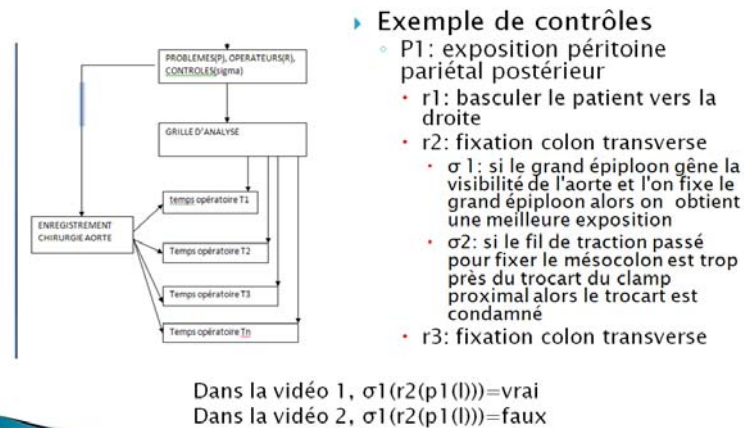 PROBLEMES(P), OPERATEURS(R),
CONTROLES(sigma)
GRILLE D'ANALYSE
temps opératoire T1
ENREGISTREMENT
CHIRURGIE AORTE
Temps opératoire T2
Temps opératoire T3
Temps opératoire Tn
Exemple de contrôles
P1: exposition péritoine
pariétal postérieur
r1: basculer le patient vers la
droite
r2: fixation colon transverse
σ 1: si le grand épiploon gêne la
visibilité de l'aorte et l'on fixe le
grand épiploon alors on obtient
une meilleure exposition
σ2: si le fil de traction passé
pour fixer le mésocolon est trop
près du trocart du clamp
proximal alors le trocart est
condamné
r3: fixation colon transverse
Dans la vidéo 1, σ1(r2(p1(l)))=vrai
Dans la vidéo 2, σ1(r2(p1(l)))=faux